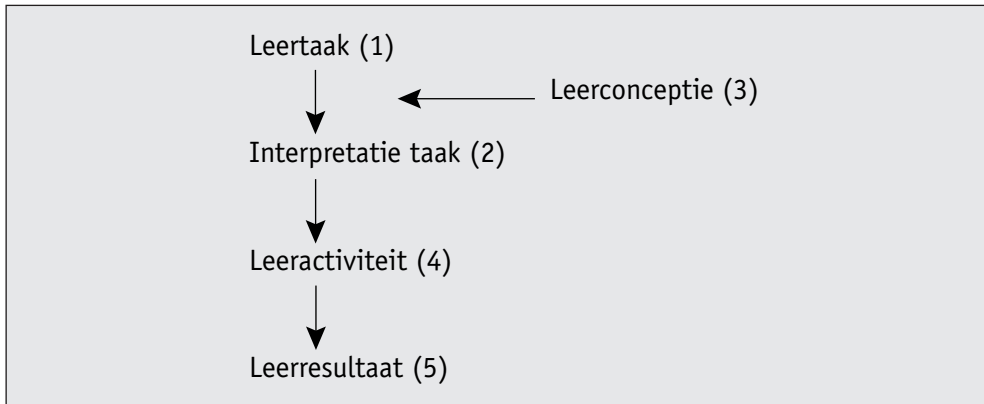 Leertaak (1)
Leerconceptie (3)
Interpretatie taak (2)
Leeractiviteit (4)
Leerresultaat (5)